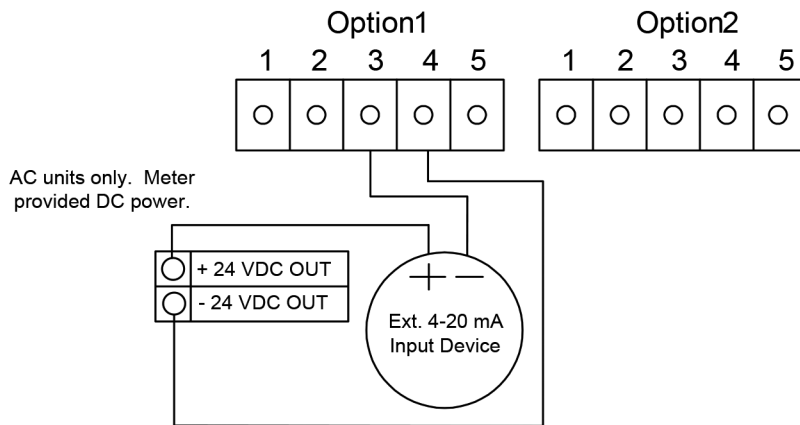 Option1
Option2
1 2 3 4 5
1 2 3 4 5
AC units only. Meter
provided DC power.
+ 24 VDC OUT
- 24 VDC OUT
+ −
Ext. 4-20 mA
Input Device